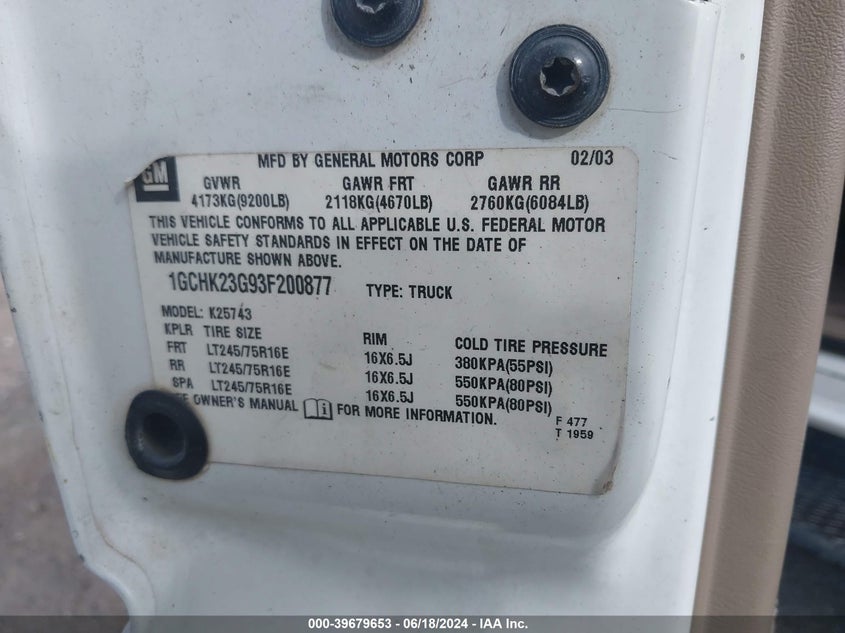 GM
MFD BY GENERAL MOTORS CORP 02/03
GVWR GAWR FRT GAWR RR
4173KG(9200LB) 2118KG(4670LB) 2760KG(6084LB)
THIS VEHICLE CONFORMS TO ALL APPLICABLE U.S. FEDERAL MOTOR
VEHICLE SAFETY STANDARDS IN EFFECT ON THE DATE OF
MANUFACTURE SHOWN ABOVE.
1GCHK23G93F200877 TYPE: TRUCK
MODEL: K25743
KPLR TIRE SIZE RIM COLD TIRE PRESSURE
FRT LT245/75R16E 16X6.5J 380KPA(55PSI)
RR LT245/75R16E 16X6.5J 550KPA(80PSI)
SPA LT245/75R16E 16X6.5J 550KPA(80PSI)
OWNER'S MANUAL FOR MORE INFORMATION.
F 477
T 1959
000-39679653 - 06/18/2024 - IAA Inc.